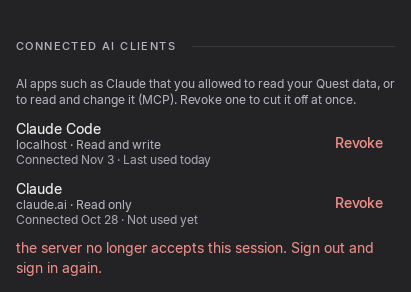 CONNECTED AI CLIENTS
AI apps such as Claude that you allowed to read your Quest data, or
to read and change it (MCP). Revoke one to cut it off at once.
Claude Code
localhost · Read and write
Connected Nov 3 · Last used today
Revoke
Claude
claude.ai · Read only
Connected Oct 28 · Not used yet
Revoke
the server no longer accepts this session. Sign out and
sign in again.